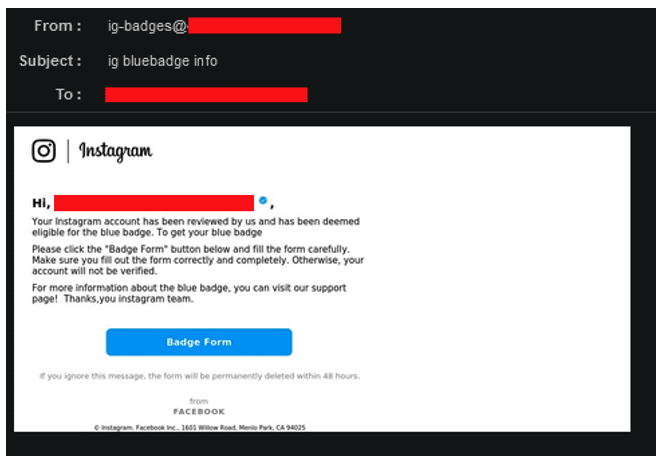 From : ig-badges@
Subject : ig bluebadge info
To :
Instagram
Hi, ,
Your Instagram account has been reviewed by us and has been deemed
eligible for the blue badge. To get your blue badge
Please click the "Badge Form" button below and fill the form carefully.
Make sure you fill out the form correctly and completely. Otherwise, your
account will not be verified.
For more information about the blue badge, you can visit our support
page! Thanks,you instagram team.
Badge Form
If you ignore this message, the form will be permanently deleted within 48 hours.
from
FACEBOOK
© Instagram. Facebook Inc., 1601 Willow Road, Menlo Park, CA 94025